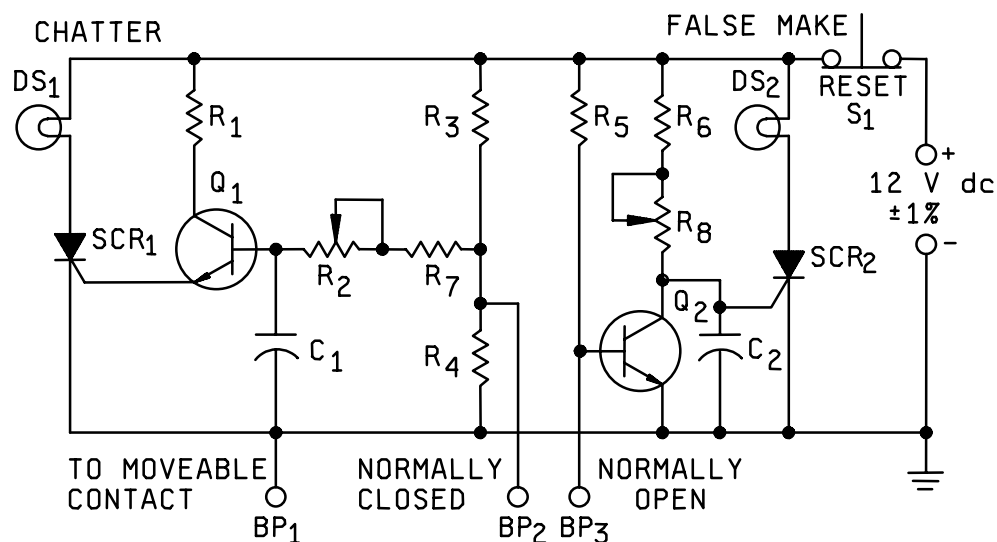 CHATTER
FALSE MAKE
DS1
R1
R3
R5
R6
DS2
RESET
S1
+
12 V dc
±1%
−
Q1
SCR1
R2
R7
R8
SCR2
Q2
C1
R4
C2
TO MOVEABLE
CONTACT
NORMALLY
CLOSED
NORMALLY
OPEN
BP1
BP2
BP3